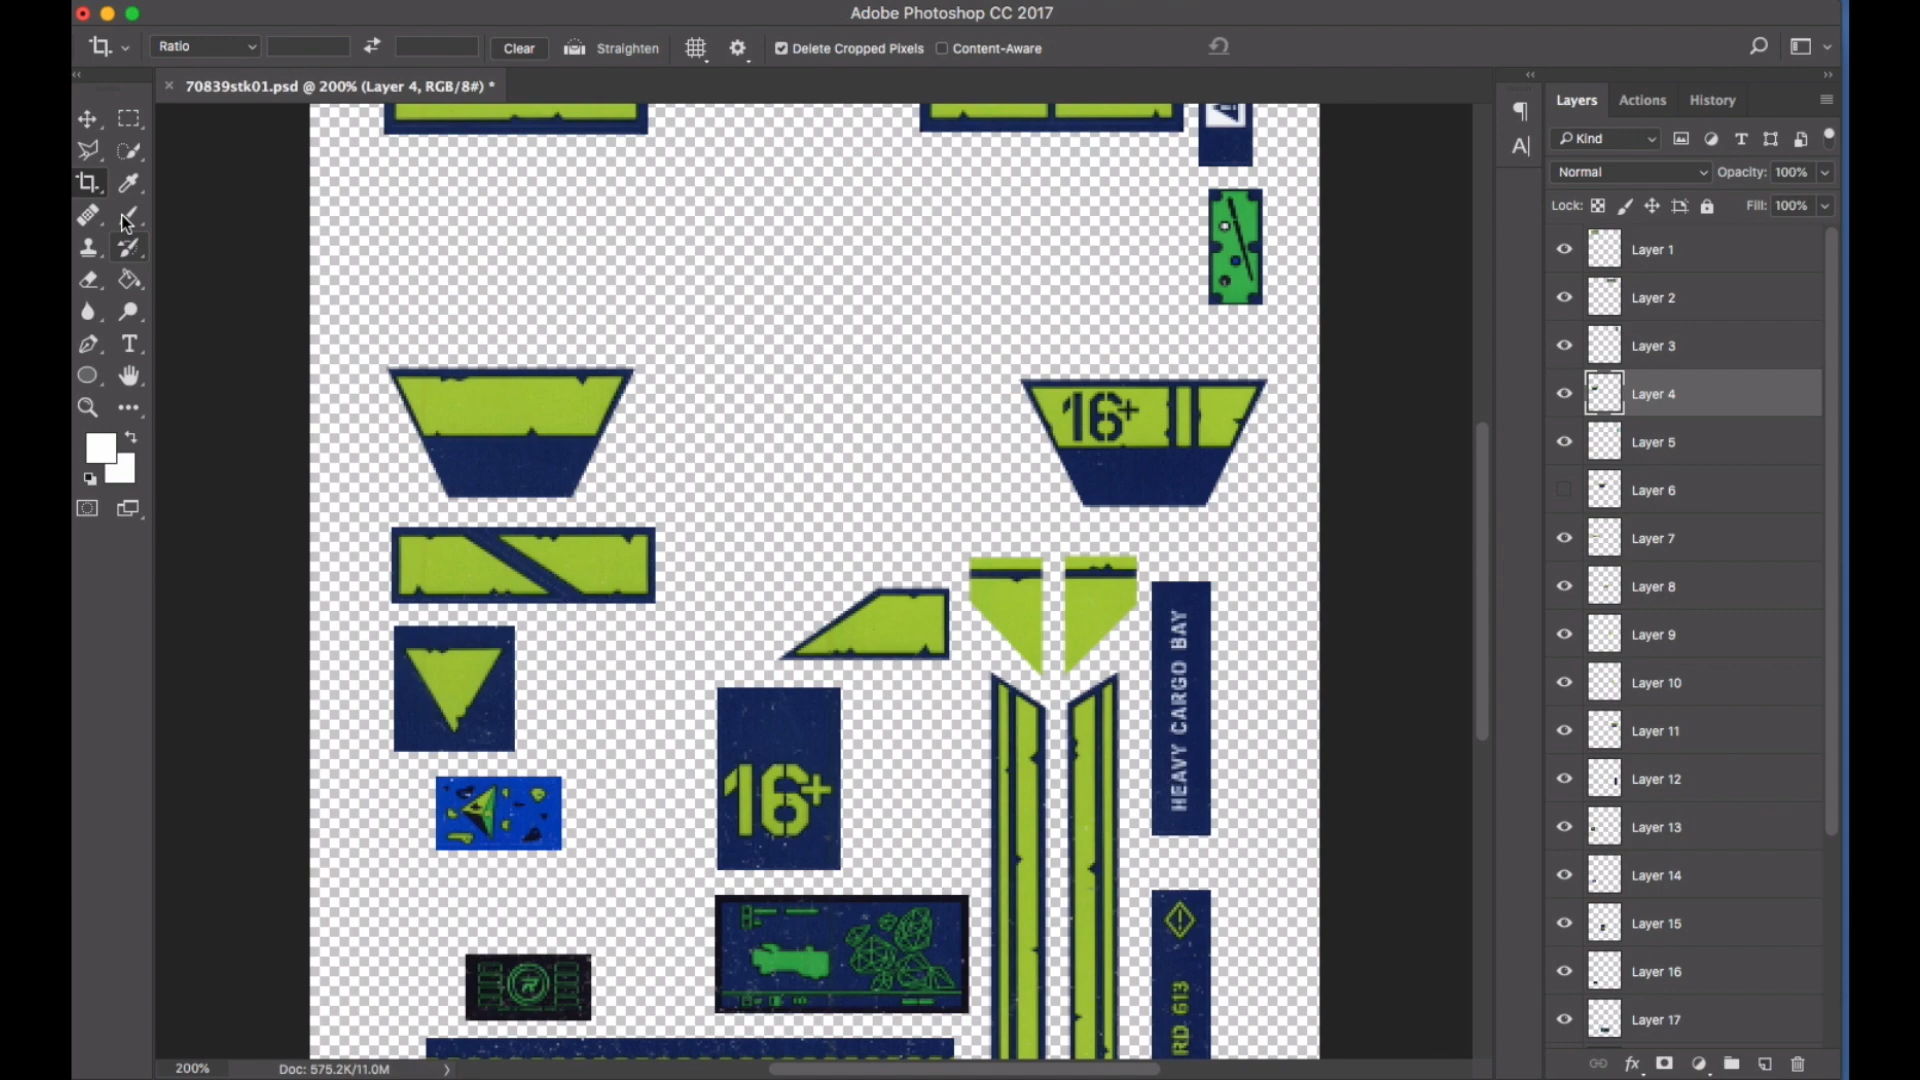 Adobe Photoshop CC 2017
Ratio
Clear
Straighten
Delete Cropped Pixels
Content-Aware
70839stk01.psd @ 200% (Layer 4, RGB/8#) *
Layers
Actions
History
Kind
Normal
Opacity:
100%
Lock:
Fill:
100%
Layer 1
Layer 2
Layer 3
Layer 4
Layer 5
Layer 6
Layer 7
Layer 8
Layer 9
Layer 10
Layer 11
Layer 12
Layer 13
Layer 14
Layer 15
Layer 16
Layer 17
16+
HEAVY CARGO BAY
16+
RD 613
200%
Doc: 575.2K/11.0M